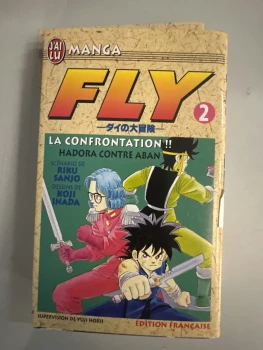 J'AI LU
MANGA
FLY
—ダイの大冒険—
2
LA CONFRONTATION !!
HADORA CONTRE ABAN
SCÉNARIO DE
RIKU
SANJO
DESSINS DE
KOJI
INADA
SUPERVISION DE YUJI HORII
ÉDITION FRANÇAISE